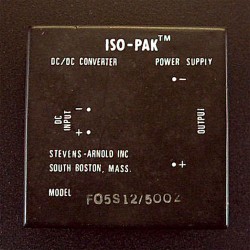 ISO-PAK™
DC/DC CONVERTER POWER SUPPLY
DC INPUT
- 
+
OUTPUT
-
+
STEVENS-ARNOLD INC
SOUTH BOSTON, MASS.
MODEL F05S12/500Z